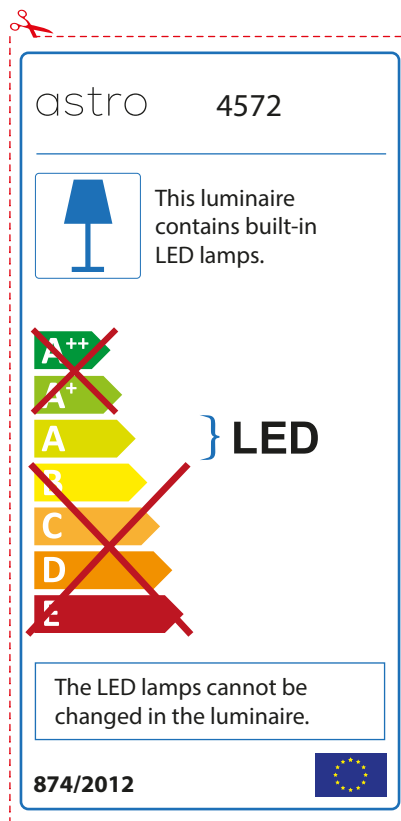 astro 4572
This luminaire
contains built-in
LED lamps.
A++
A+
A
} LED
B
C
D
E
The LED lamps cannot be
changed in the luminaire.
874/2012